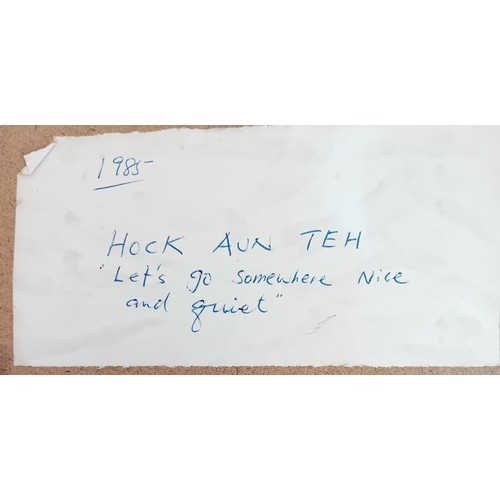 1985
HOCK AUN TEH
"Let's go somewhere Nice
and quiet"